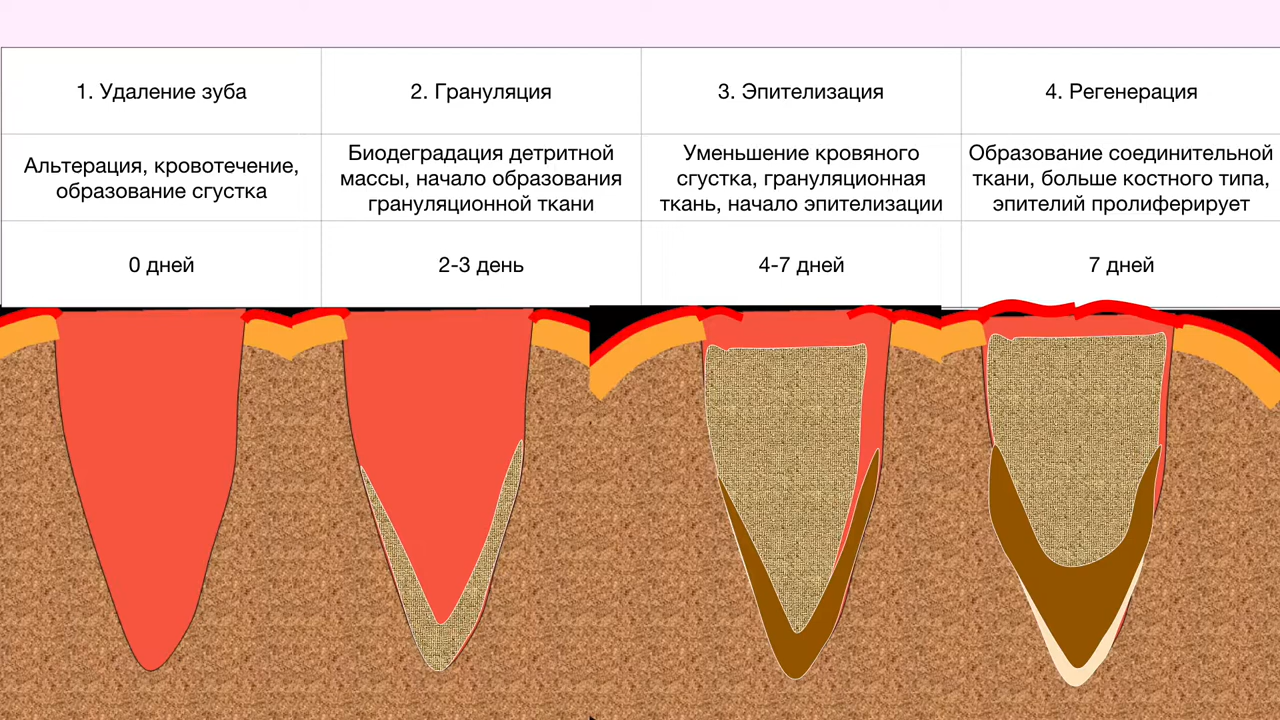 1. Удаление зуба
2. Грануляция
3. Эпителизация
4. Регенерация
Альтерация, кровотечение,
образование сгустка
Биодеградация детритной
массы, начало образования
грануляционной ткани
Уменьшение кровяного
сгустка, грануляционная
ткань, начало эпителизации
Образование соединительной
ткани, больше костного типа,
эпителий пролиферирует
0 дней
2-3 день
4-7 дней
7 дней